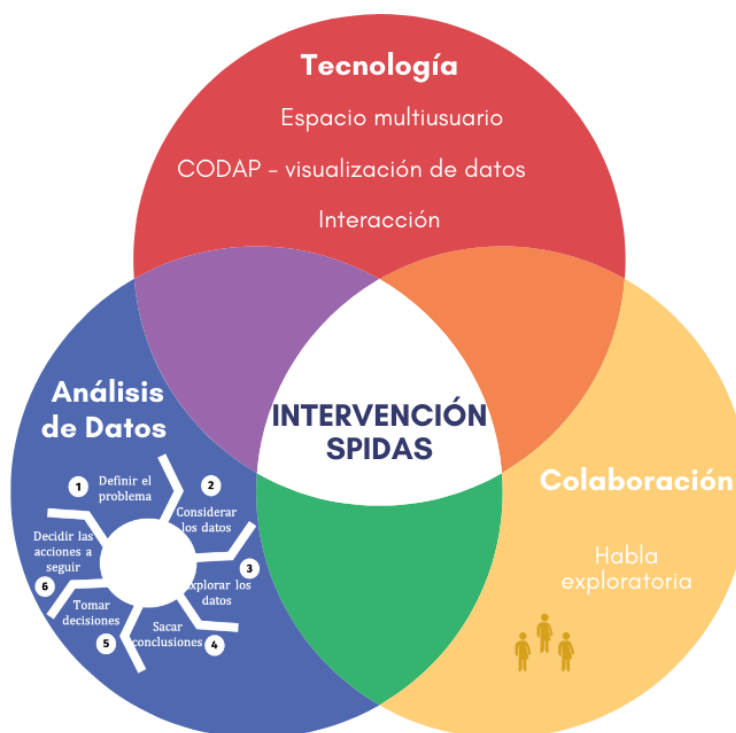 Tecnología
Espacio multiusuario
CODAP - visualización de datos
Interacción
INTERVENCIÓN
SPIDAS
Análisis
de Datos
1
Definir el
problema
2
Considerar
los datos
3
Explorar los
datos
4
Sacar
conclusiones
5
Tomar
decisiones
6
Decidir las
acciones a
seguir
Colaboración
Habla
exploratoria